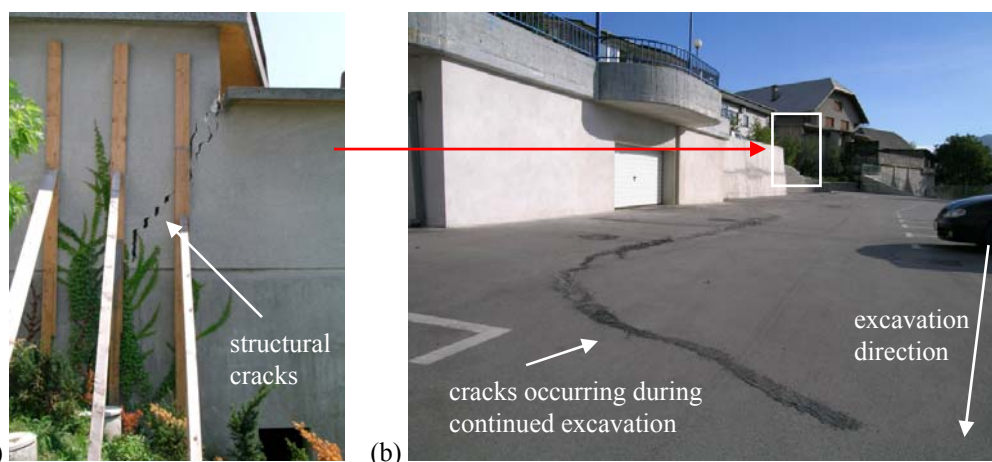 structural
cracks
excavation
direction
cracks occurring during
continued excavation
)
(b)